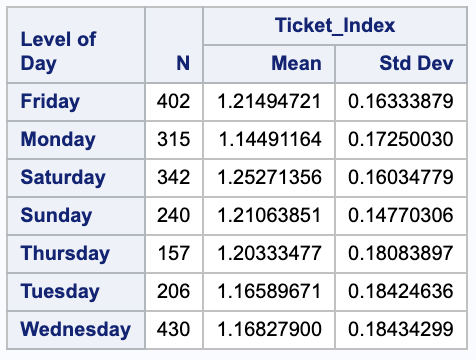 Level of Day N Ticket_Index
Mean Std Dev
Friday 402 1.21494721 0.16333879
Monday 315 1.14491164 0.17250030
Saturday 342 1.25271356 0.16034779
Sunday 240 1.21063851 0.14770306
Thursday 157 1.20333477 0.18083897
Tuesday 206 1.16589671 0.18424636
Wednesday 430 1.16827900 0.18434299